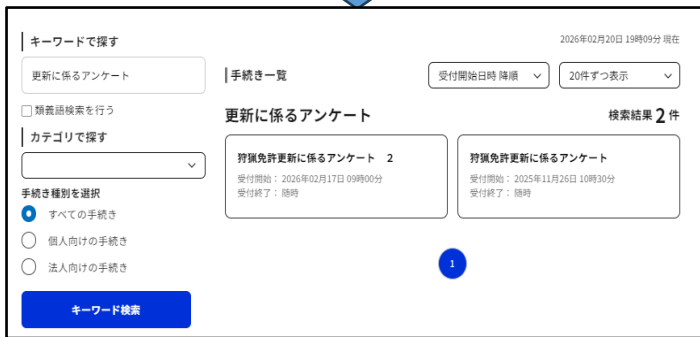 キーワードで探す
更新に係るアンケート
類義語検索を行う
カテゴリで探す
手続き種別を選択
すべての手続き
個人向けの手続き
法人向けの手続き
キーワード検索
2026年02月20日 19時09分 現在
手続き一覧
受付開始日時 降順
20件ずつ表示
更新に係るアンケート
検索結果 2 件
狩猟免許更新に係るアンケート 2
受付開始： 2026年02月17日 09時00分
受付終了： 随時
狩猟免許更新に係るアンケート
受付開始： 2025年11月26日 10時30分
受付終了： 随時
1